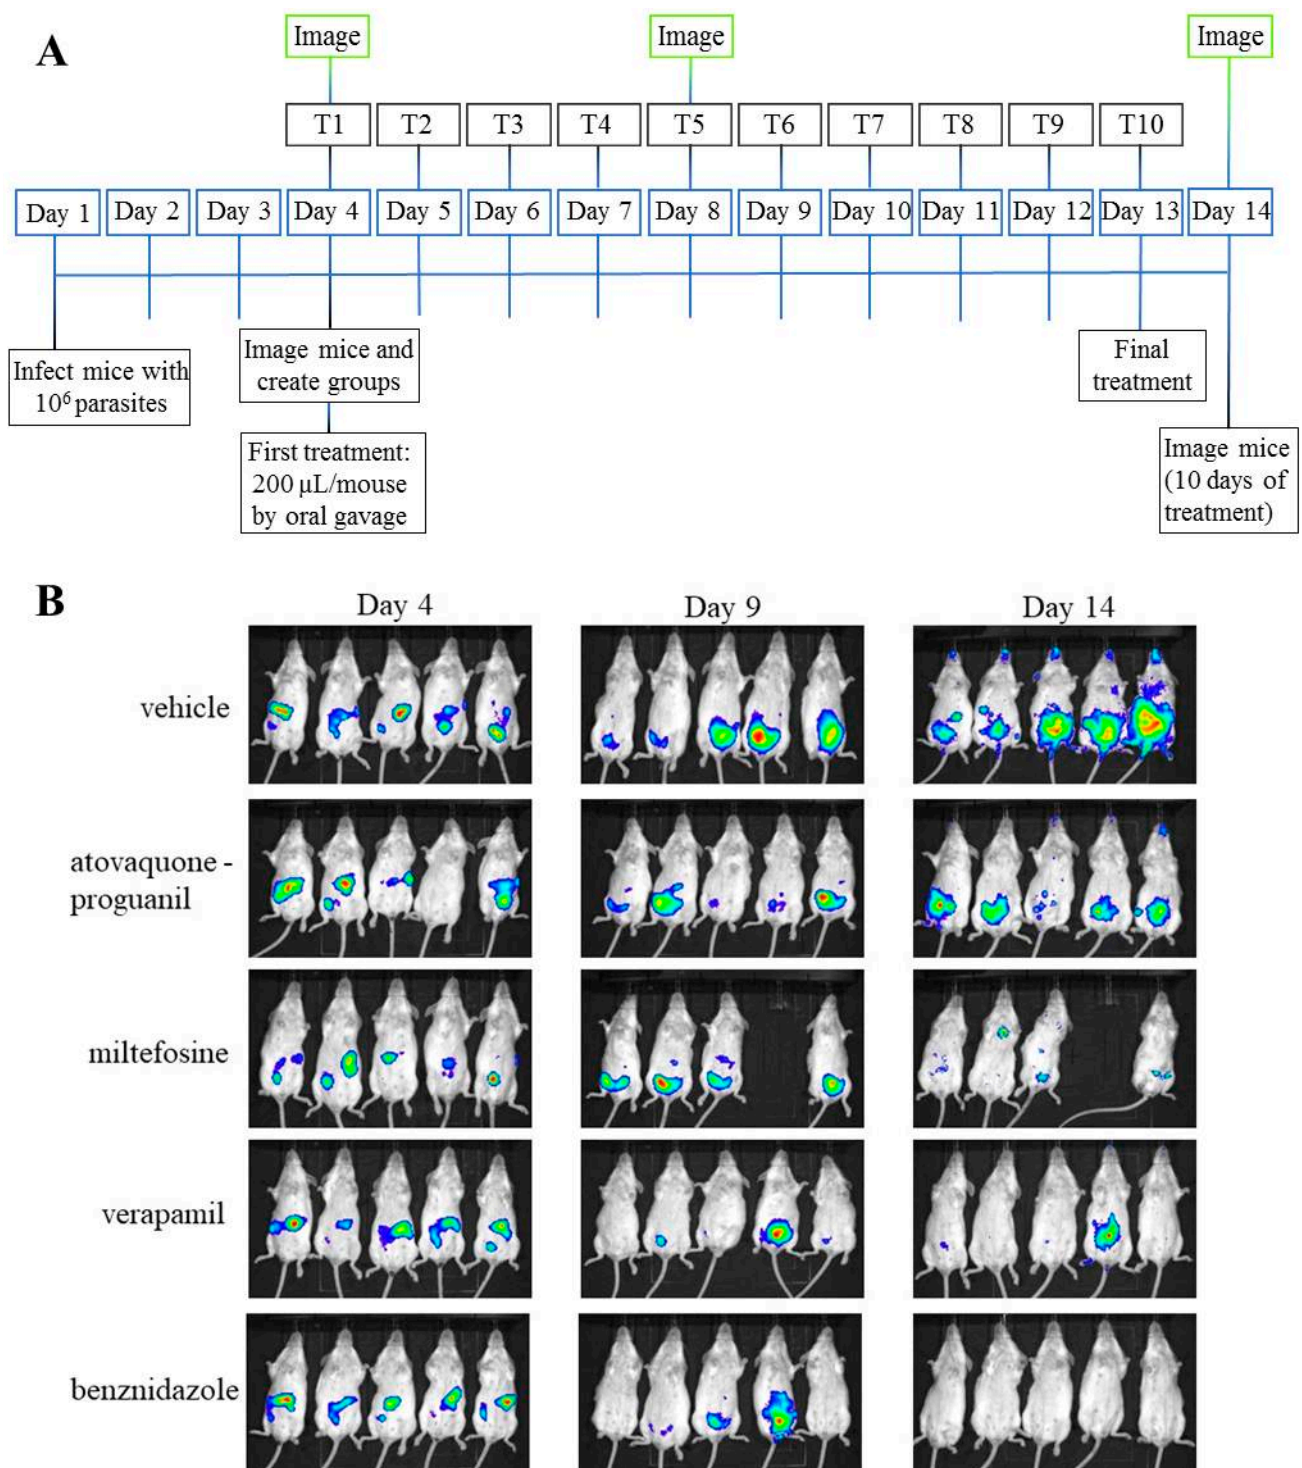 A
Image
Image
Image
T1
T2
T3
T4
T5
T6
T7
T8
T9
T10
Day 1
Day 2
Day 3
Day 4
Day 5
Day 6
Day 7
Day 8
Day 9
Day 10
Day 11
Day 12
Day 13
Day 14
Infect mice with
10⁶ parasites
Image mice and
create groups
First treatment:
200 µL/mouse
by oral gavage
Final
treatment
Image mice
(10 days of
treatment)
B
Day 4
Day 9
Day 14
vehicle
atovaquone -
proguanil
miltefosine
verapamil
benznidazole